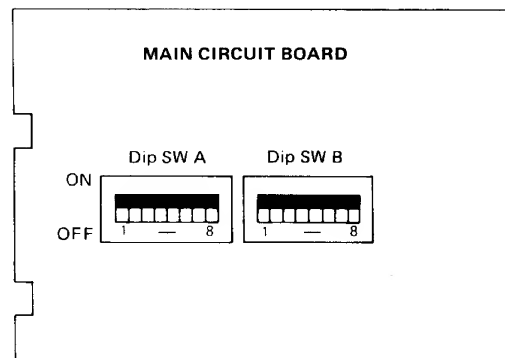 MAIN CIRCUIT BOARD
Dip SW A Dip SW B
ON
OFF
1 — 8 1 — 8